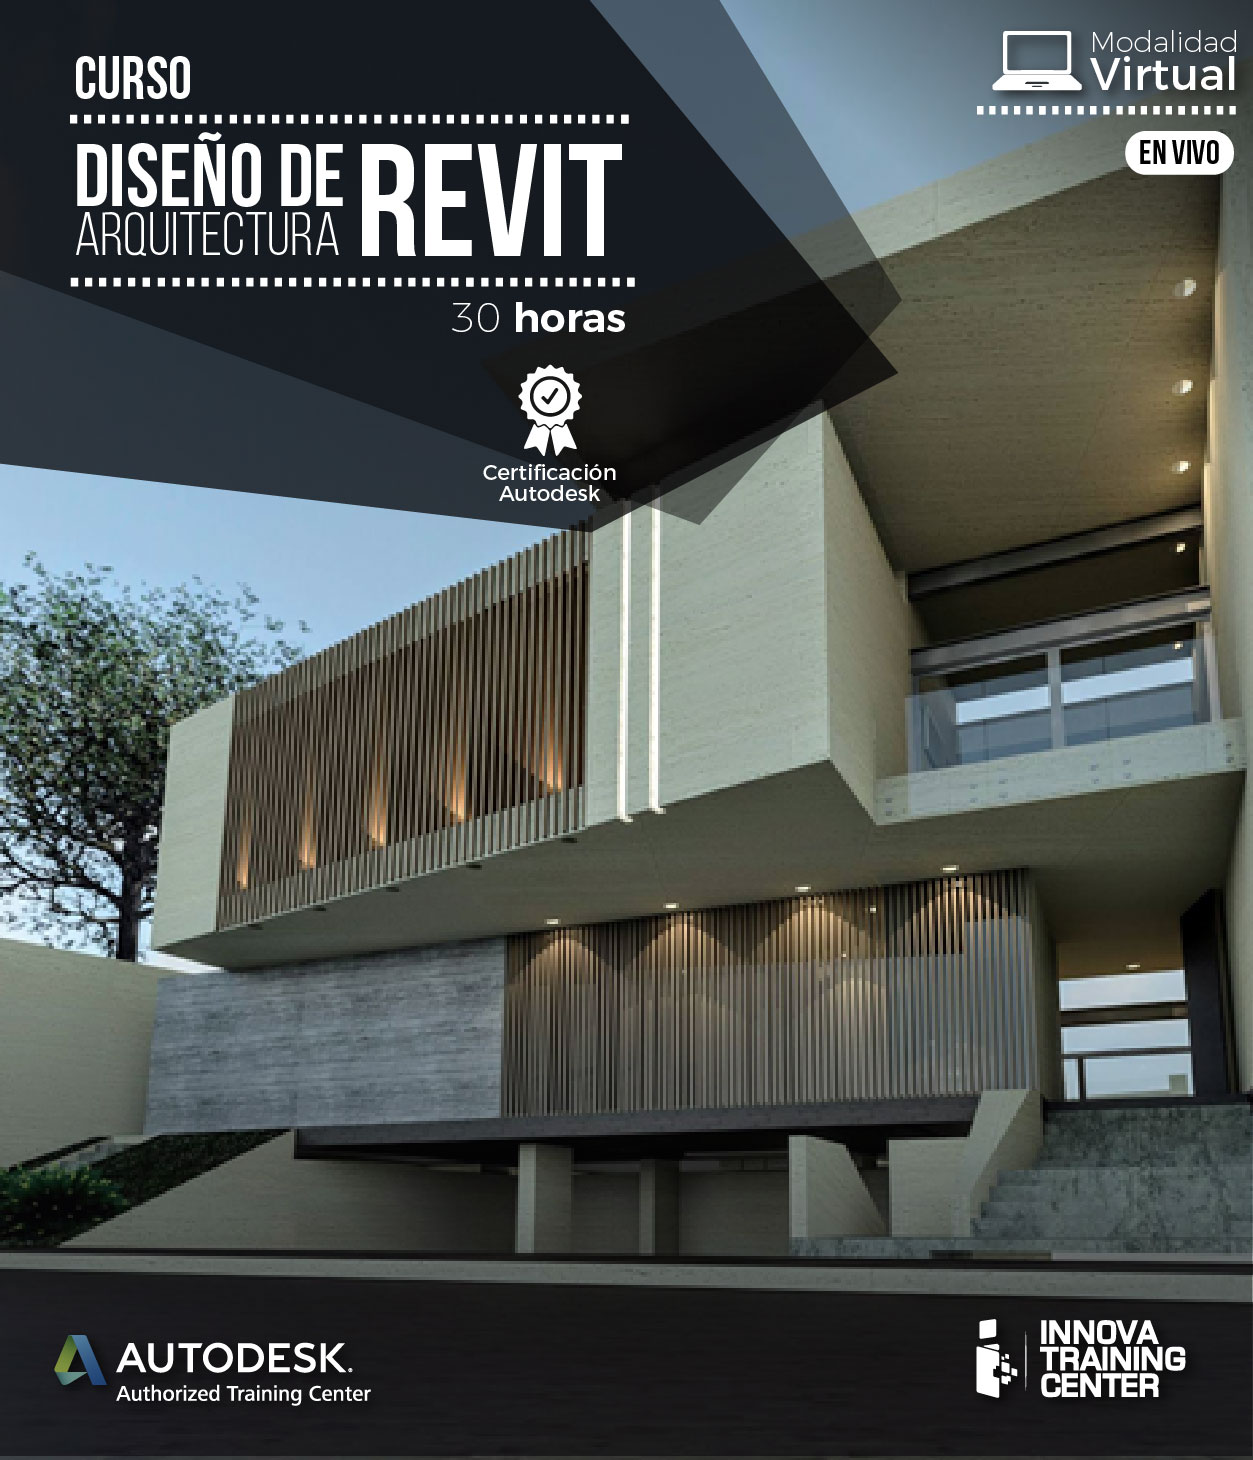 CURSO
DISEÑO DE
ARQUITECTURA
REVIT
30 horas
Certificación
Autodesk
Modalidad
Virtual
EN VIVO
AUTODESK.
Authorized Training Center
INNOVA
TRAINING
CENTER